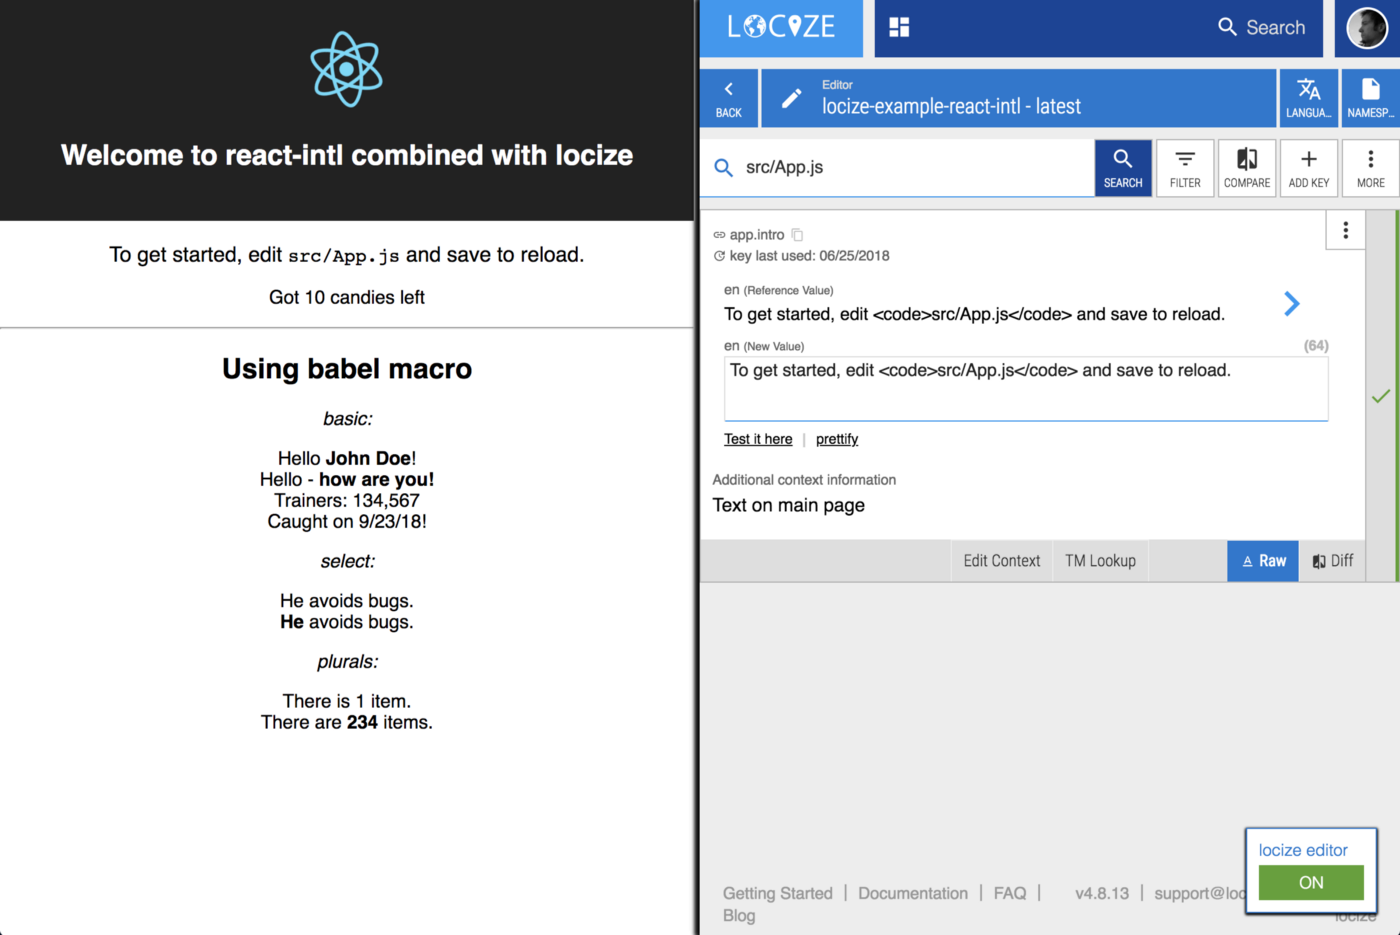 Welcome to react-intl combined with locize
To get started, edit src/App.js and save to reload.
Got 10 candies left
Using babel macro
basic:
Hello John Doe!
Hello - how are you!
Trainers: 134,567
Caught on 9/23/18!
select:
He avoids bugs.
He avoids bugs.
plurals:
There is 1 item.
There are 234 items.
LOCIZE
Search
BACK
Editor
locize-example-react-intl - latest
LANGUA...
NAMESP...
src/App.js
SEARCH
FILTER
COMPARE
ADD KEY
MORE
app.intro
key last used: 06/25/2018
en (Reference Value)
To get started, edit <code>src/App.js</code> and save to reload.
en (New Value) (64)
To get started, edit <code>src/App.js</code> and save to reload.
Test it here | prettify
Additional context information
Text on main page
Edit Context
TM Lookup
A Raw
Diff
locize editor
ON
Getting Started | Documentation | FAQ | v4.8.13 | support@loc
Blog
locize